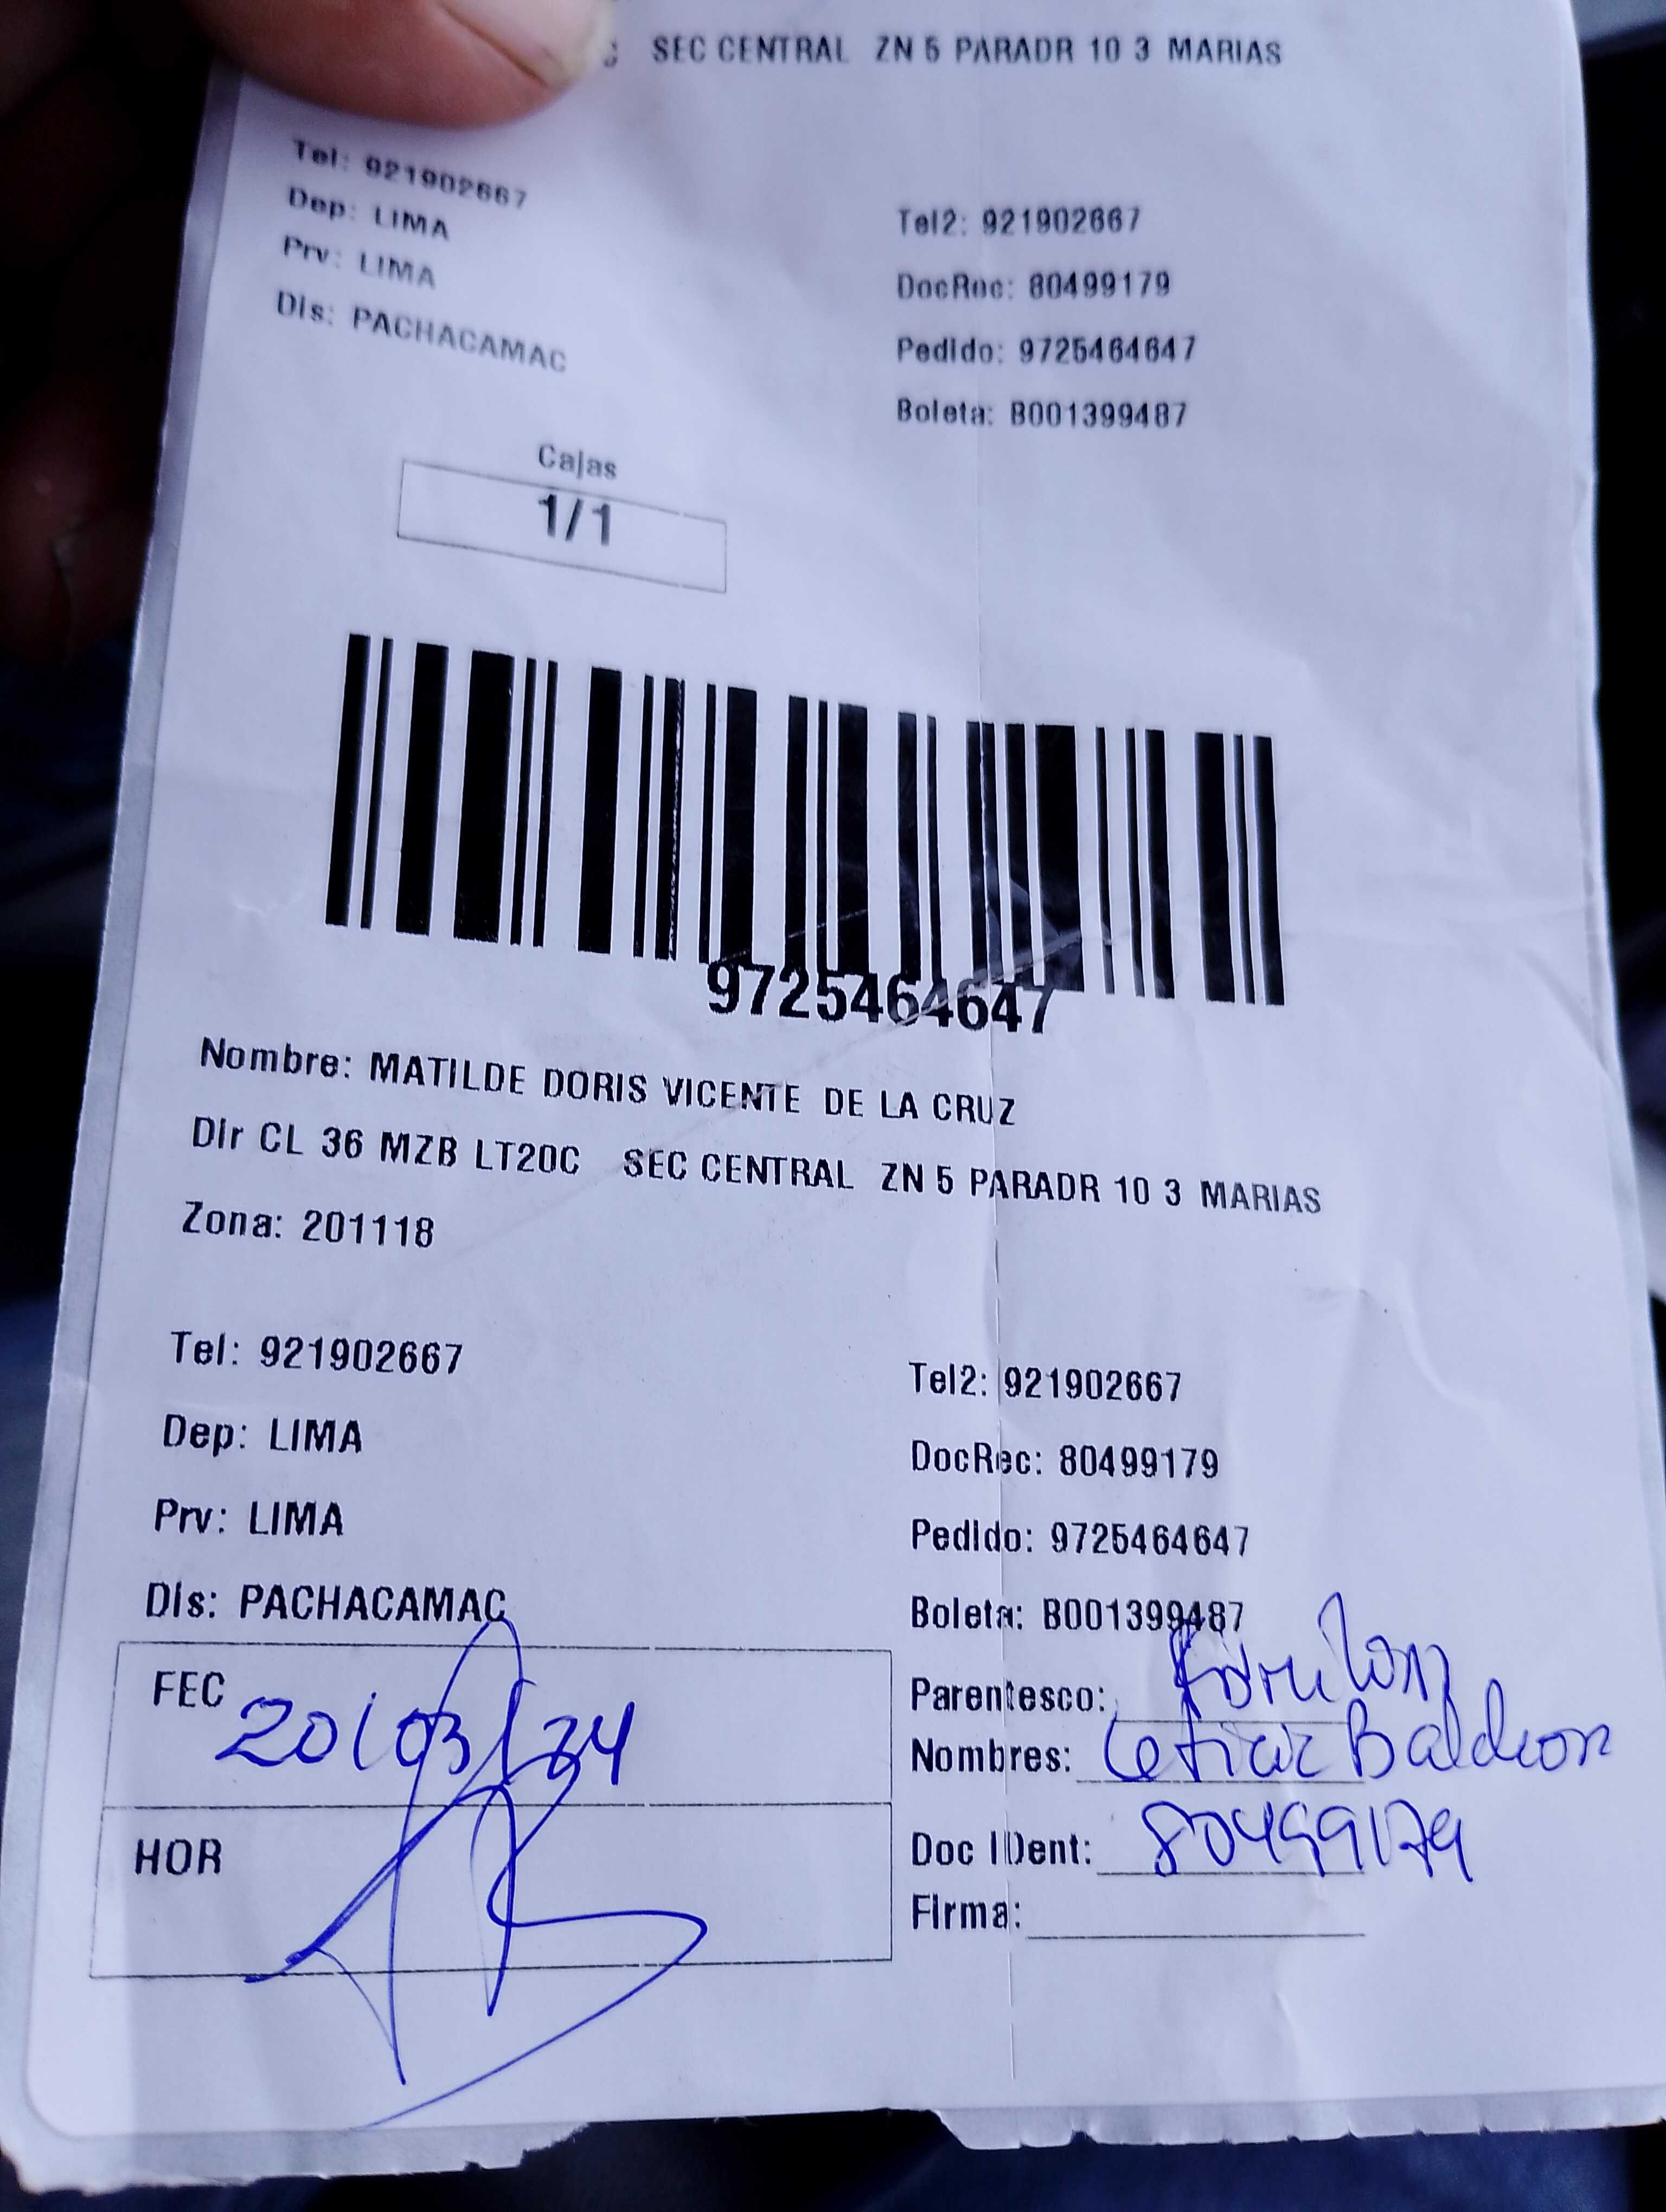 SEC CENTRAL ZN 5 PARADR 10 3 MARIAS
Tel: 921902667
Tel2: 921902667
Dep: LIMA
DocRec: 80499179
Prv: LIMA
Pedido: 9725464647
Dis: PACHACAMAC
Boleta: B001399487
Cajas
1/1
9725464647
Nombre: MATILDE DORIS VICENTE DE LA CRUZ
Dir CL 36 MZB LT20C SEC CENTRAL ZN 5 PARADR 10 3 MARIAS
Zona: 201118
Tel: 921902667
Tel2: 921902667
Dep: LIMA
DocRec: 80499179
Prv: LIMA
Pedido: 9725464647
Dis: PACHACAMAC
Boleta: B001399487
FEC 20/03/24
Parentesco:
Nombres: Leticia Baldeon
HOR
Doc IDent: 80499179
Firma: